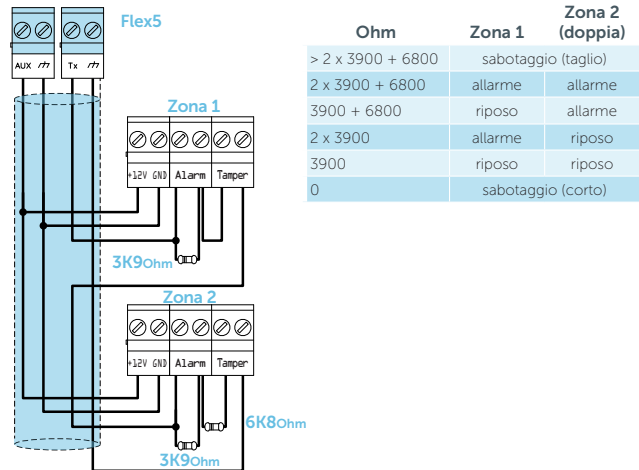 Flex5
AUX
Tx
Zona 1
+12V GND Alarm Tamper
3K9Ohm
Zona 2
+12V GND Alarm Tamper
6K8Ohm
3K9Ohm
Ohm Zona 1 Zona 2 (doppia)
> 2 x 3900 + 6800 sabotaggio (taglio)
2 x 3900 + 6800 allarme allarme
3900 + 6800 riposo allarme
2 x 3900 allarme riposo
3900 riposo riposo
0 sabotaggio (corto)